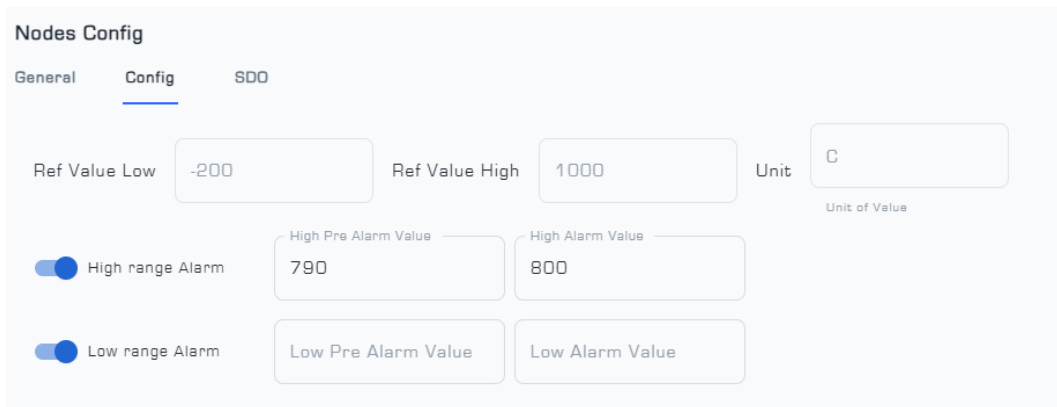 Nodes Config
General Config SDO
Ref Value Low -200 Ref Value High 1000 Unit C
Unit of Value
High Pre Alarm Value High Alarm Value
High range Alarm 790 800
Low range Alarm Low Pre Alarm Value Low Alarm Value